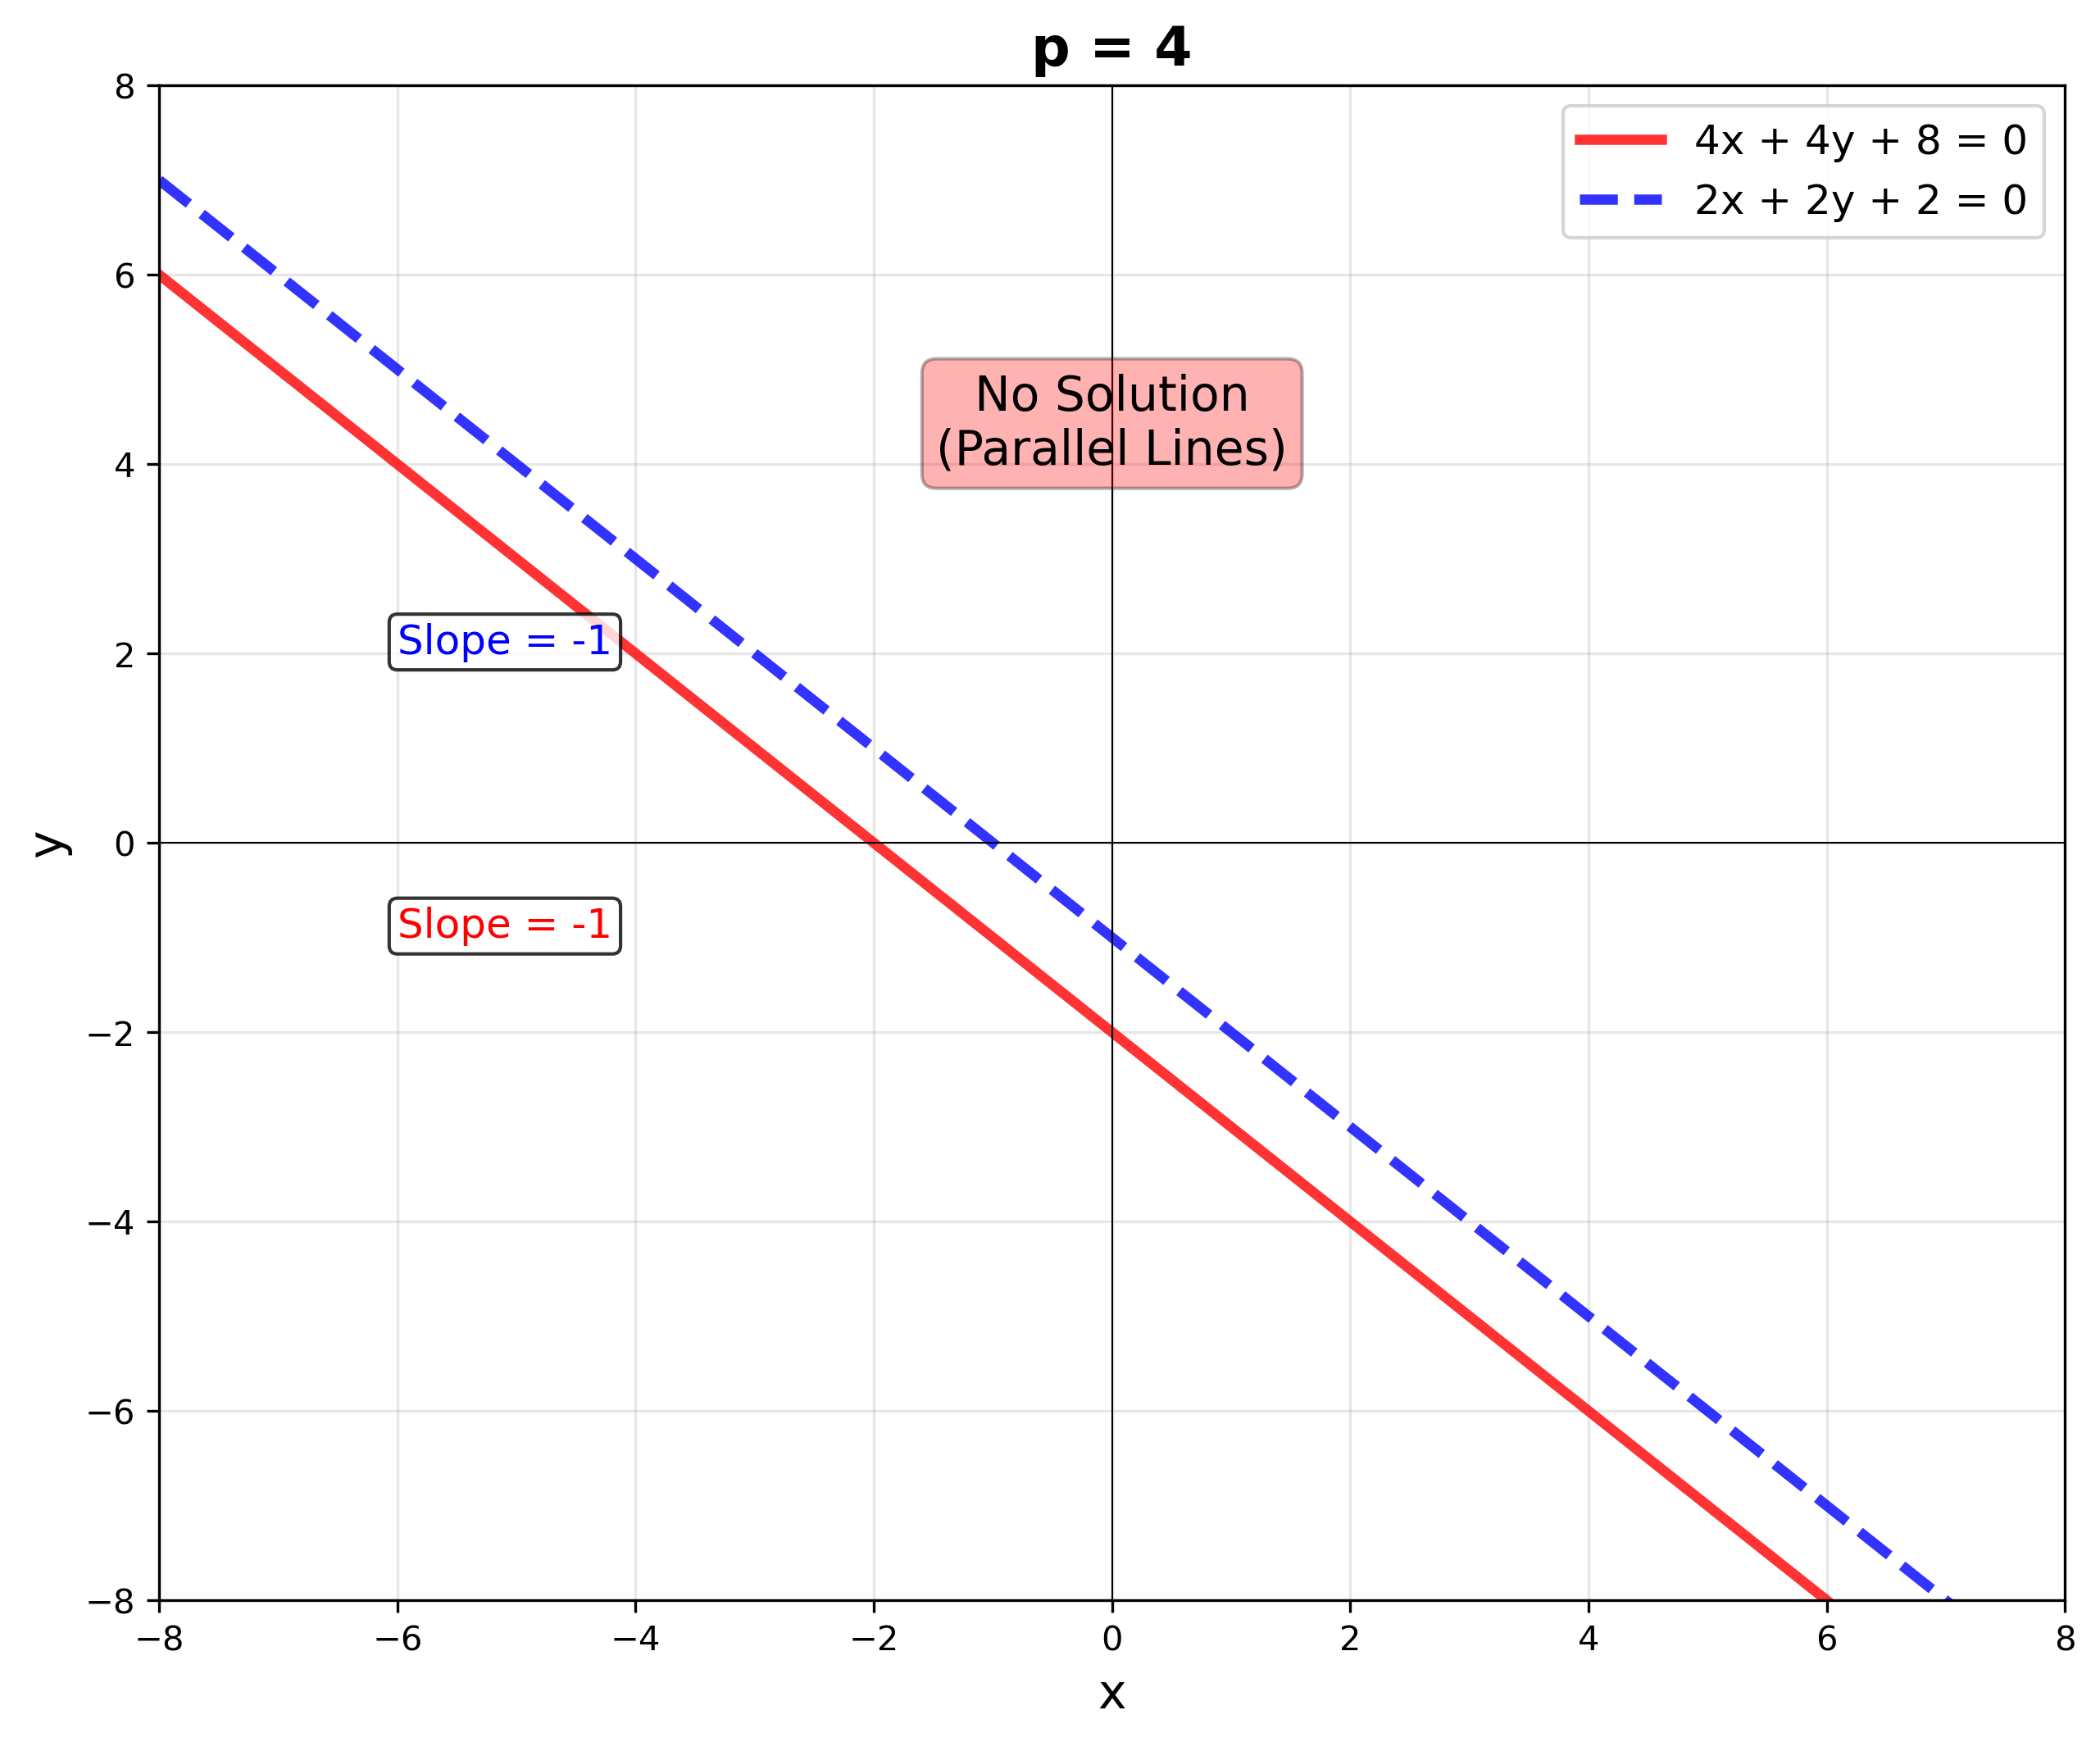 p = 4
8
4x + 4y + 8 = 0
2x + 2y + 2 = 0
6
No Solution
(Parallel Lines)
4
Slope = -1
2
y
0
Slope = -1
−2
−4
−6
−8
−8 −6 −4 −2 0 2 4 6 8
x